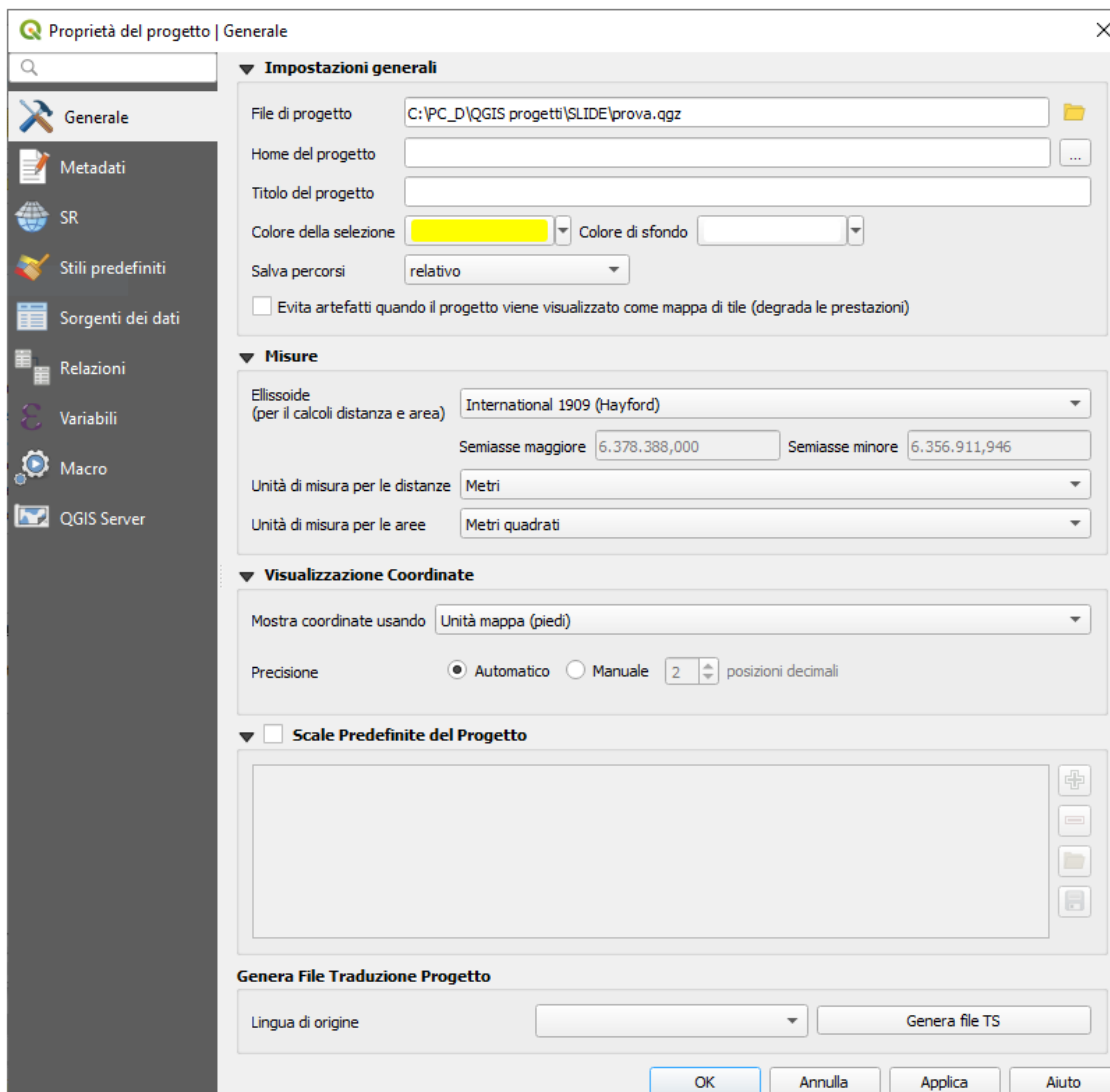 Proprietà del progetto | Generale
Generale
Metadati
SR
Stili predefiniti
Sorgenti dei dati
Relazioni
Variabili
Macro
QGIS Server
Impostazioni generali
File di progetto C:\PC_D\QGIS progetti\SLIDE\prova.qgz
Home del progetto ...
Titolo del progetto
Colore della selezione Colore di sfondo
Salva percorsi relativo
Evita artefatti quando il progetto viene visualizzato come mappa di tile (degrada le prestazioni)
Misure
Ellissoide
(per il calcoli distanza e area) International 1909 (Hayford)
Semiasse maggiore 6.378.388,000 Semiasse minore 6.356.911,946
Unità di misura per le distanze Metri
Unità di misura per le aree Metri quadrati
Visualizzazione Coordinate
Mostra coordinate usando Unità mappa (piedi)
Precisione Automatico Manuale 2 posizioni decimali
Scale Predefinite del Progetto
Genera File Traduzione Progetto
Lingua di origine Genera file TS
OK Annulla Applica Aiuto